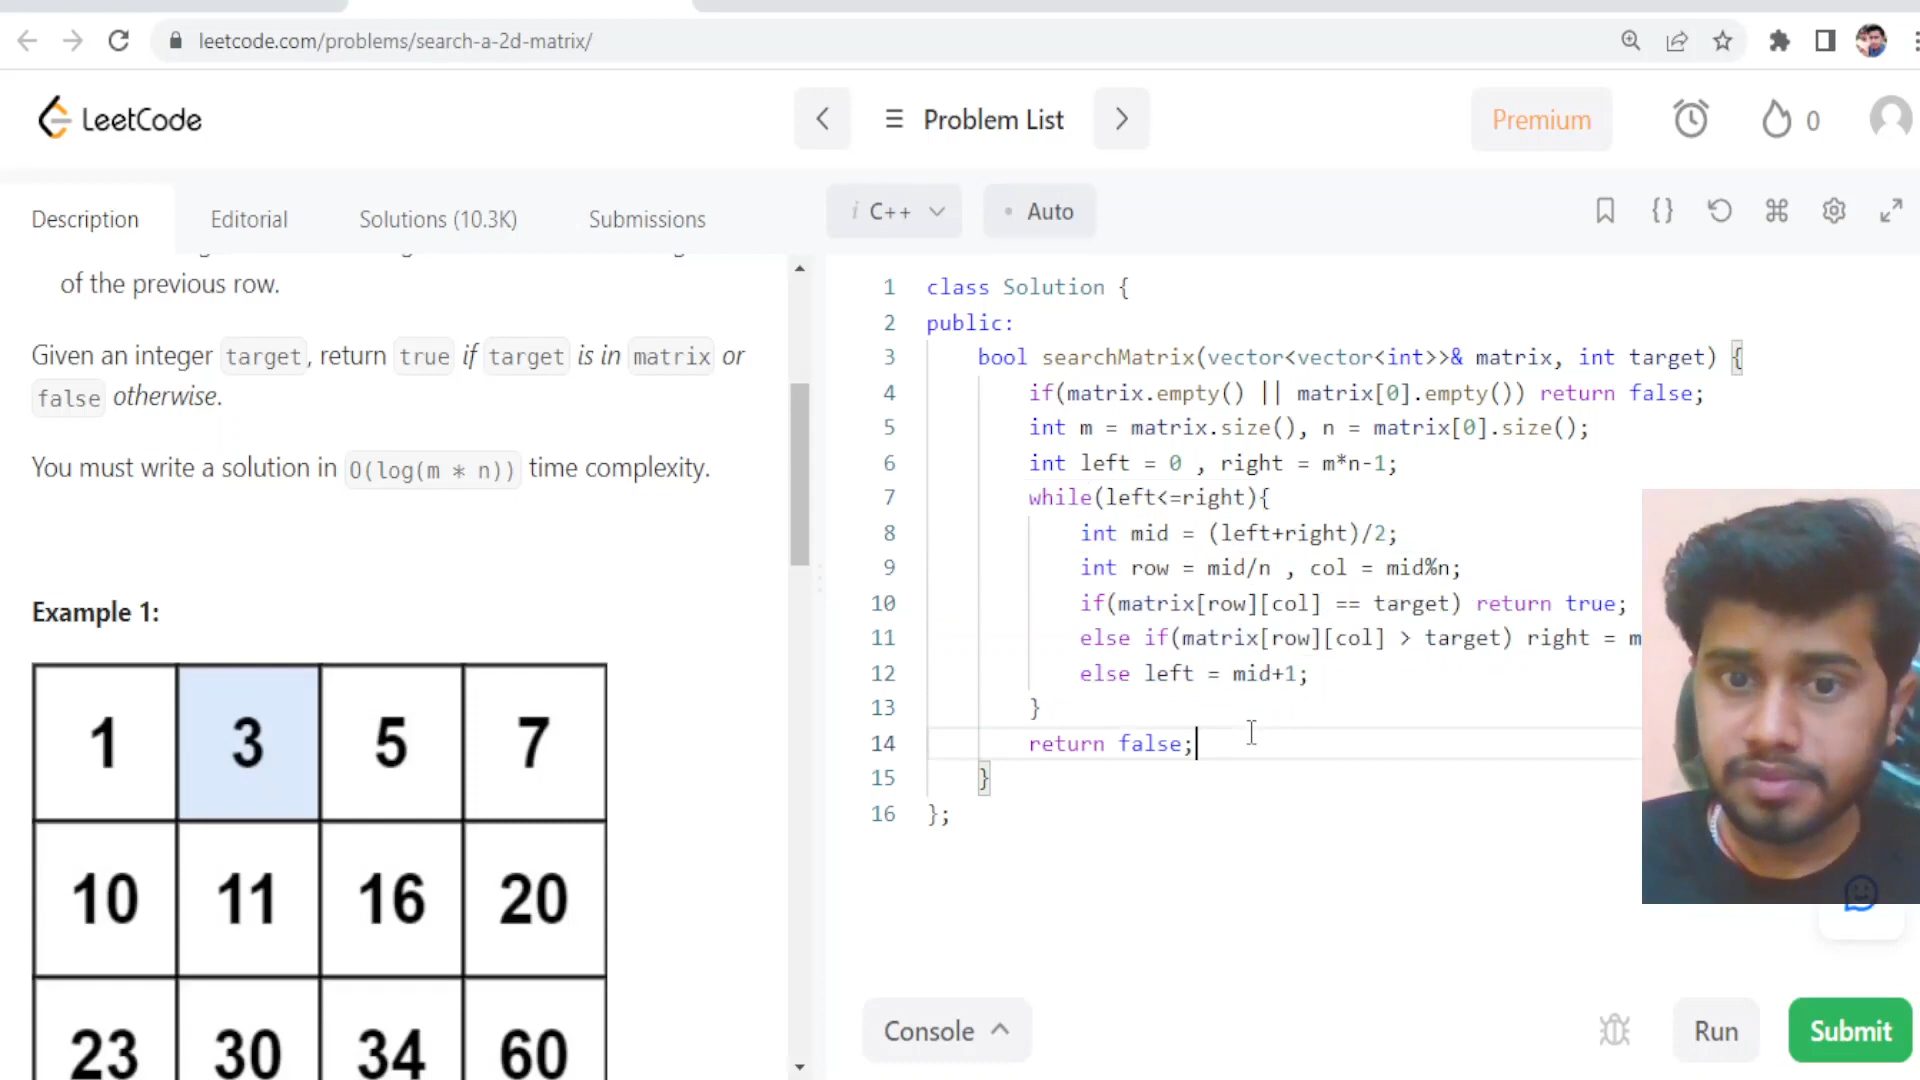 leetcode.com/problems/search-a-2d-matrix/
LeetCode
Problem List
Premium
0
Description
Editorial
Solutions (10.3K)
Submissions
i C++
Auto
of the previous row.
Given an integer target, return true if target is in matrix or
false otherwise.
You must write a solution in O(log(m * n)) time complexity.
Example 1:
1 3 5 7
10 11 16 20
23 30 34 60
1 class Solution {
2 public:
3 bool searchMatrix(vector<vector<int>>& matrix, int target) {
4 if(matrix.empty() || matrix[0].empty()) return false;
5 int m = matrix.size(), n = matrix[0].size();
6 int left = 0 , right = m*n-1;
7 while(left<=right){
8 int mid = (left+right)/2;
9 int row = mid/n , col = mid%n;
10 if(matrix[row][col] == target) return true;
11 else if(matrix[row][col] > target) right = m
12 else left = mid+1;
13 }
14 return false;
15 }
16 };
Console
Run
Submit